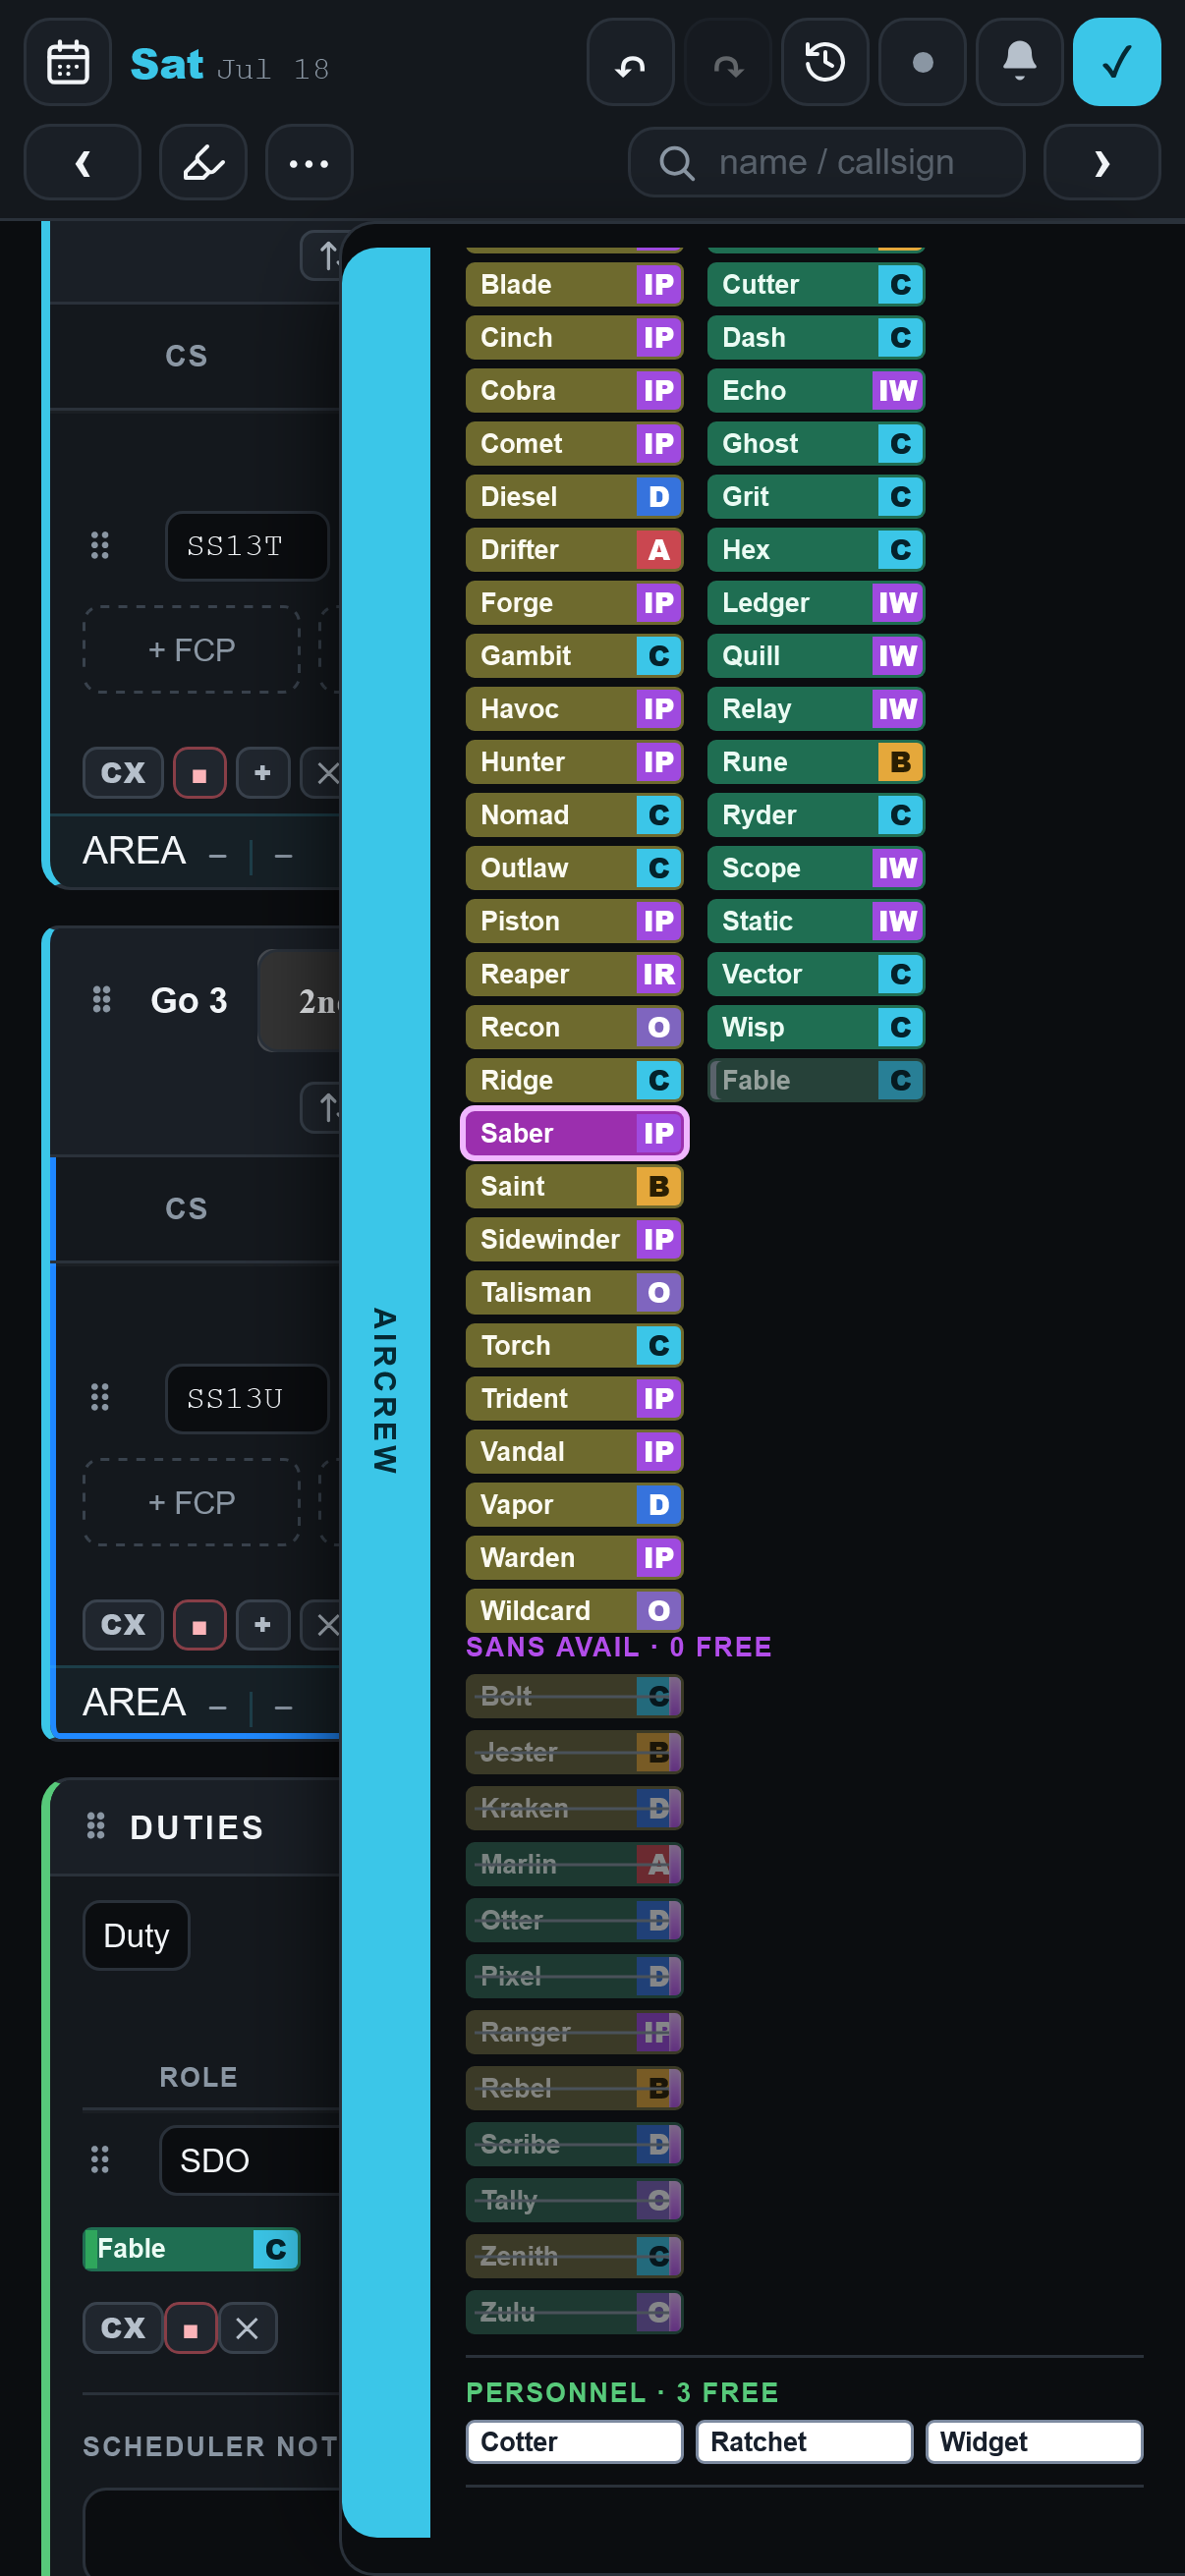 Sat Jul 18
name / callsign
CS
SS13T
+ FCP
CX
AREA – | –
Go 3
CS
SS13U
+ FCP
CX
AREA – | –
DUTIES
Duty
ROLE
SDO
Fable C
CX
AIRCREW
Blade IP
Cinch IP
Cobra IP
Comet IP
Diesel D
Drifter A
Forge IP
Gambit C
Havoc IP
Hunter IP
Nomad C
Outlaw C
Piston IP
Reaper IR
Recon O
Ridge C
Saber IP
Saint B
Sidewinder IP
Talisman O
Torch C
Trident IP
Vandal IP
Vapor D
Warden IP
Wildcard O
Cutter C
Dash C
Echo IW
Ghost C
Grit C
Hex C
Ledger IW
Quill IW
Relay IW
Rune B
Ryder C
Scope IW
Static IW
Vector C
Wisp C
Fable C
SANS AVAIL · 0 FREE
Bolt C
Jester B
Kraken D
Marlin A
Otter D
Pixel D
Ranger IP
Rebel B
Scribe D
Tally
Zenith C
Zulu
PERSONNEL · 3 FREE
Cotter
Ratchet
Widget
SCHEDULER